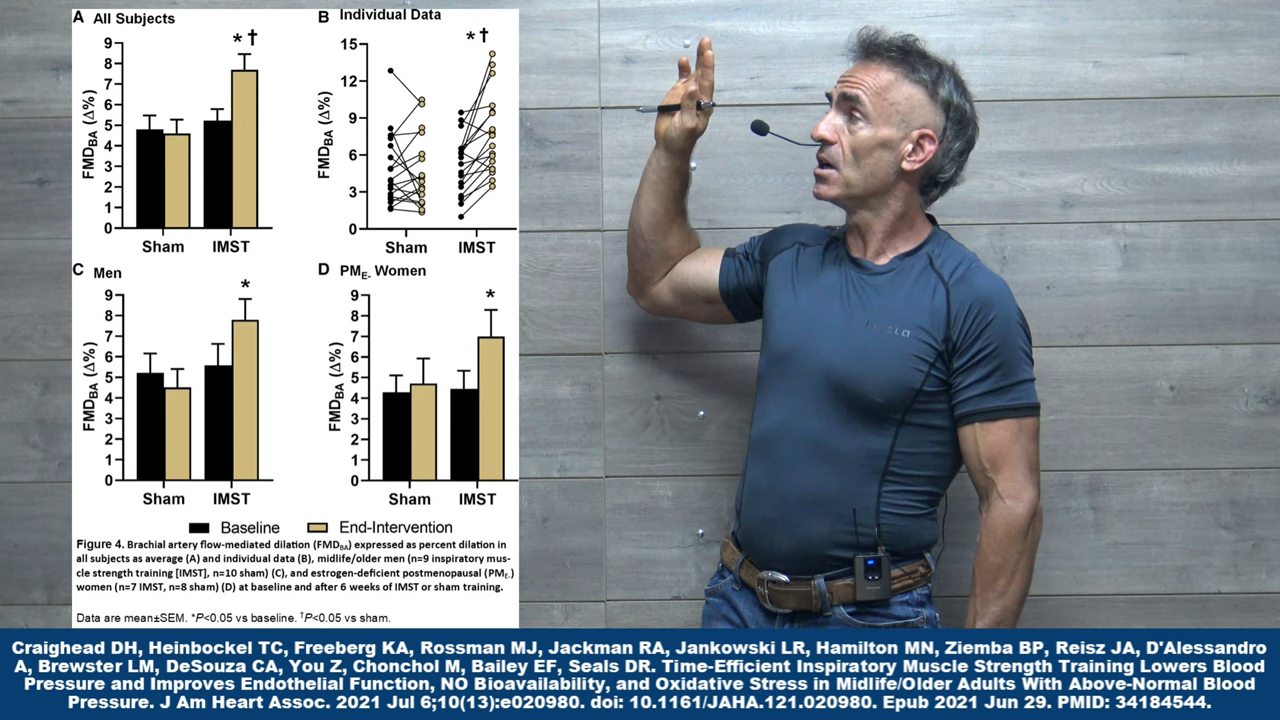 A All Subjects
* †
FMDBA (Δ%)
9
8
7
6
5
4
3
2
1
0
Sham IMST
B Individual Data
* †
FMDBA (Δ%)
15
12
9
6
3
0
Sham IMST
C Men
*
FMDBA (Δ%)
9
8
7
6
5
4
3
2
1
0
Sham IMST
D PME- Women
*
FMDBA (Δ%)
9
8
7
6
5
4
3
2
1
0
Sham IMST
Baseline End-Intervention
Figure 4. Brachial artery flow-mediated dilation (FMDBA) expressed as percent dilation in
all subjects as average (A) and individual data (B), midlife/older men (n=9 inspiratory mus-
cle strength training [IMST], n=10 sham) (C), and estrogen-deficient postmenopausal (PME-)
women (n=7 IMST, n=8 sham) (D) at baseline and after 6 weeks of IMST or sham training.
Data are mean±SEM. *P<0.05 vs baseline. †P<0.05 vs sham.
Craighead DH, Heinbockel TC, Freeberg KA, Rossman MJ, Jackman RA, Jankowski LR, Hamilton MN, Ziemba BP, Reisz JA, D'Alessandro
A, Brewster LM, DeSouza CA, You Z, Chonchol M, Bailey EF, Seals DR. Time-Efficient Inspiratory Muscle Strength Training Lowers Blood
Pressure and Improves Endothelial Function, NO Bioavailability, and Oxidative Stress in Midlife/Older Adults With Above-Normal Blood
Pressure. J Am Heart Assoc. 2021 Jul 6;10(13):e020980. doi: 10.1161/JAHA.121.020980. Epub 2021 Jun 29. PMID: 34184544.